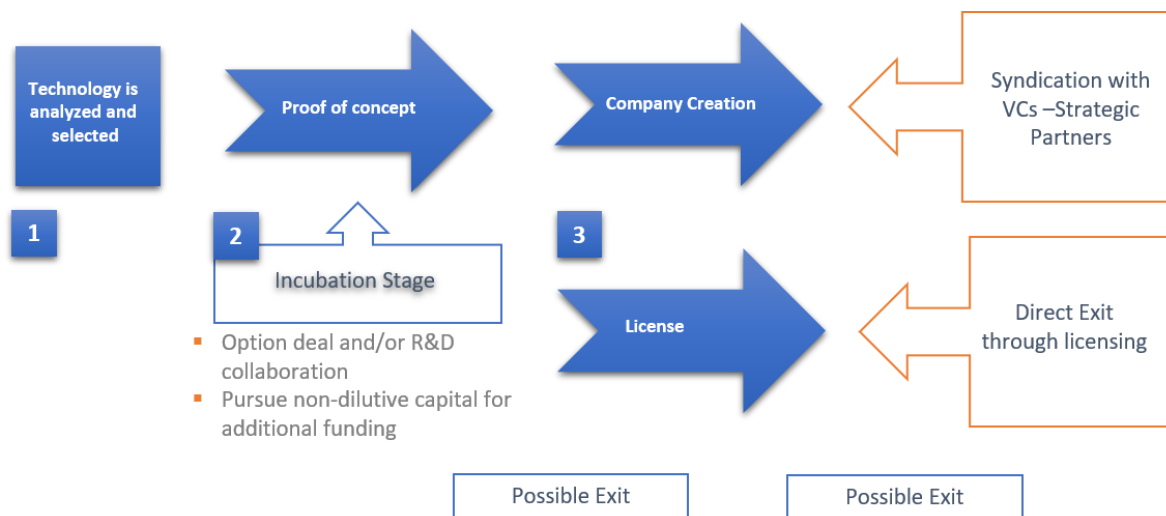 Technology is
analyzed and
selected
Proof of concept
Company Creation
Syndication with
VCs –Strategic
Partners
1
2
3
Incubation Stage
License
Direct Exit
through licensing
▪ Option deal and/or R&D
collaboration
▪ Pursue non-dilutive capital for
additional funding
Possible Exit
Possible Exit